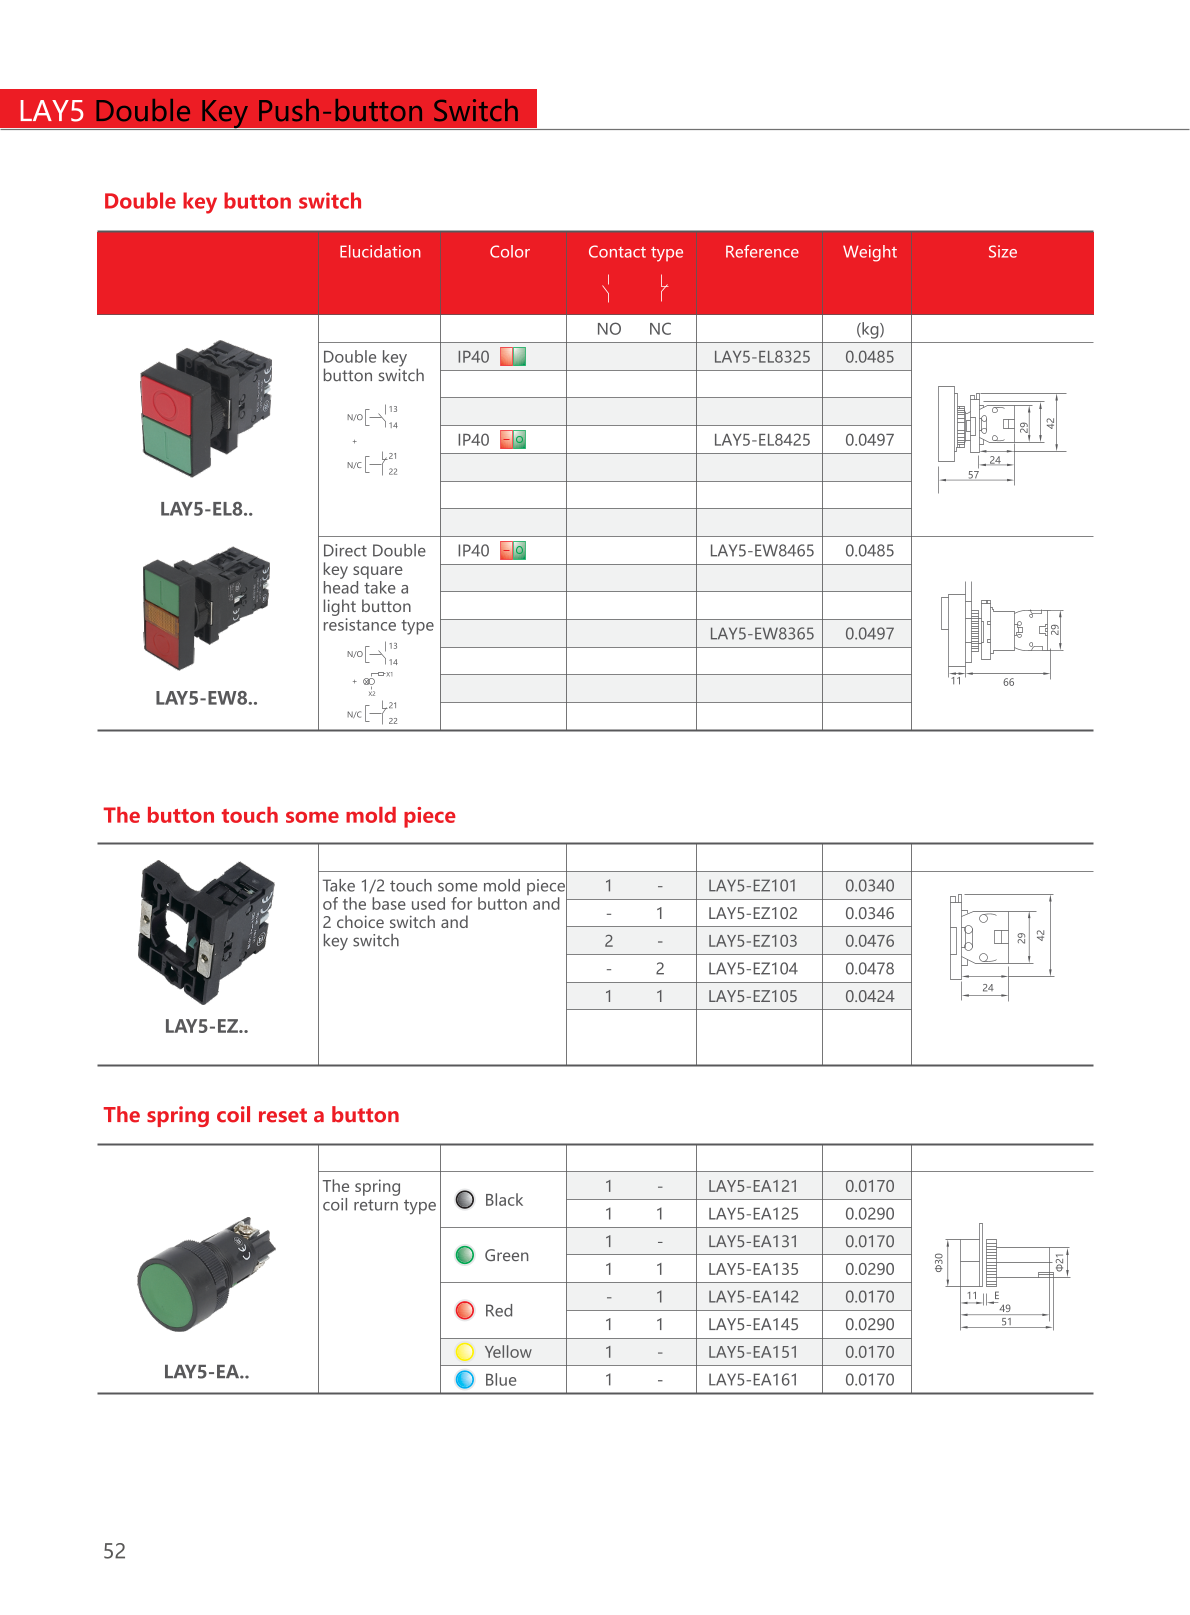 LAY5 Double Key Push-button Switch
Double key button switch
Elucidation Color Contact type Reference Weight Size
NO NC (kg)
Double key
button switch
IP40 LAY5-EL8325 0.0485
N/O 13
14
+
N/C 21
22
IP40 LAY5-EL8425 0.0497
29 42
24
57
LAY5-EL8..
Direct Double
key square
head take a
light button
resistance type
IP40 LAY5-EW8465 0.0485
LAY5-EW8365 0.0497
N/O 13
14
X1
+
X2
N/C 21
22
29
11 66
LAY5-EW8..
The button touch some mold piece
Take 1/2 touch some mold piece
of the base used for button and
2 choice switch and
key switch
1 - LAY5-EZ101 0.0340
- 1 LAY5-EZ102 0.0346
2 - LAY5-EZ103 0.0476
- 2 LAY5-EZ104 0.0478
1 1 LAY5-EZ105 0.0424
29 42
24
LAY5-EZ..
The spring coil reset a button
The spring
coil return type
Black
1 - LAY5-EA121 0.0170
1 1 LAY5-EA125 0.0290
Green
1 - LAY5-EA131 0.0170
1 1 LAY5-EA135 0.0290
Red
- 1 LAY5-EA142 0.0170
1 1 LAY5-EA145 0.0290
Yellow 1 - LAY5-EA151 0.0170
Blue 1 - LAY5-EA161 0.0170
Φ30 Φ21
11 E
49
51
LAY5-EA..
52